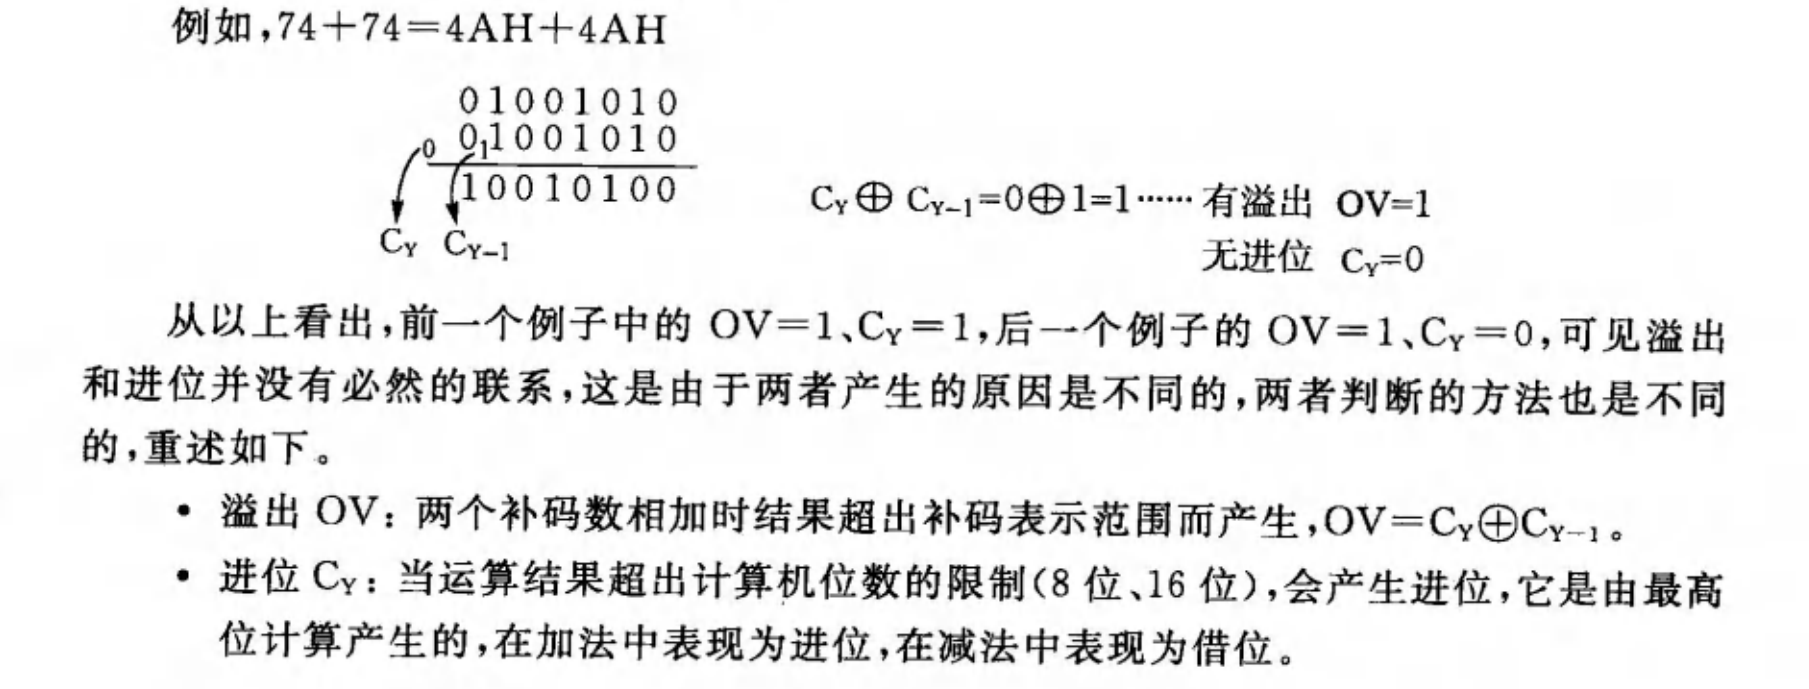 例如,74+74=4AH+4AH
01001010
0 01001010
1
10010100
C_Y⊕ C_{Y-1}=0⊕1=1⋯⋯有溢出 OV=1
C_Y C_{Y-1}
无进位 C_Y=0
从以上看出,前一个例子中的 OV=1、C_Y=1,后一个例子的 OV=1、C_Y=0,可见溢出
和进位并没有必然的联系,这是由于两者产生的原因是不同的,两者判断的方法也是不同
的,重述如下。
• 溢出 OV:两个补码数相加时结果超出补码表示范围而产生,OV=C_Y⊕C_{Y-1}。
• 进位 C_Y:当运算结果超出计算机位数的限制(8 位、16 位),会产生进位,它是由最高
位计算产生的,在加法中表现为进位,在减法中表现为借位。